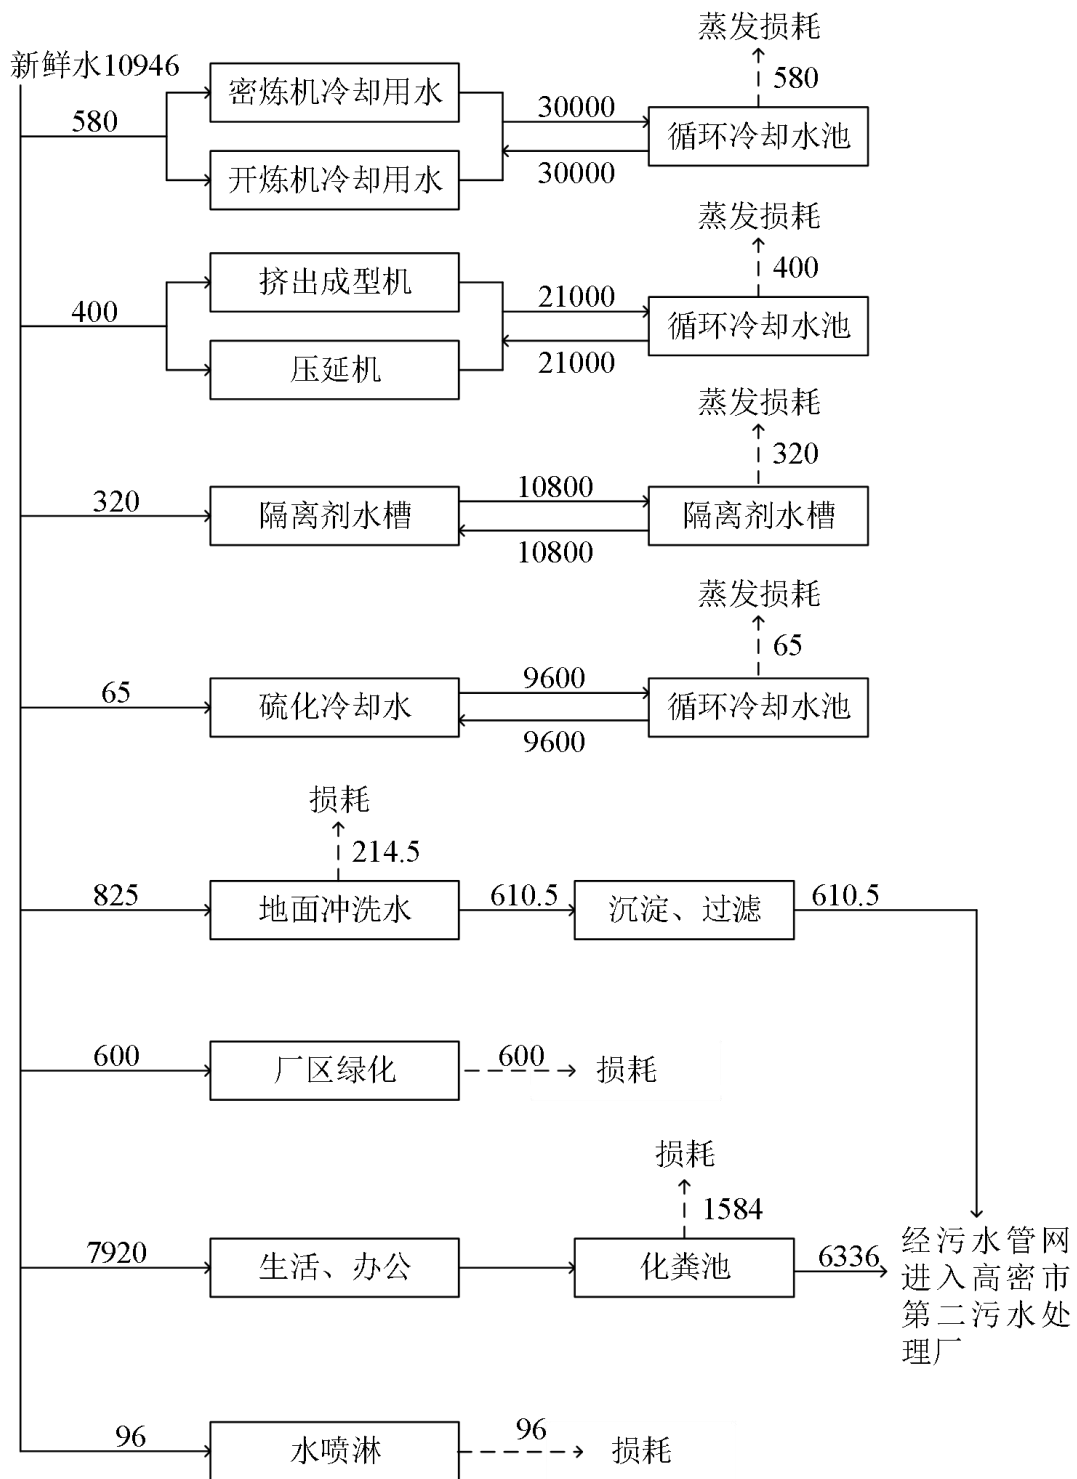 新鲜水10946
蒸发损耗
580
密炼机冷却用水
580
30000
循环冷却水池
30000
开炼机冷却用水
蒸发损耗
400
挤出成型机
400
21000
循环冷却水池
21000
压延机
蒸发损耗
320
320
隔离剂水槽
10800
隔离剂水槽
10800
蒸发损耗
65
65
硫化冷却水
9600
循环冷却水池
9600
损耗
214.5
825
地面冲洗水
610.5
沉淀、过滤
610.5
600
厂区绿化
600
损耗
损耗
1584
7920
生活、办公
化粪池
6336
经污水管网
进入高密市
第二污水处
理厂
96
水喷淋
96
损耗